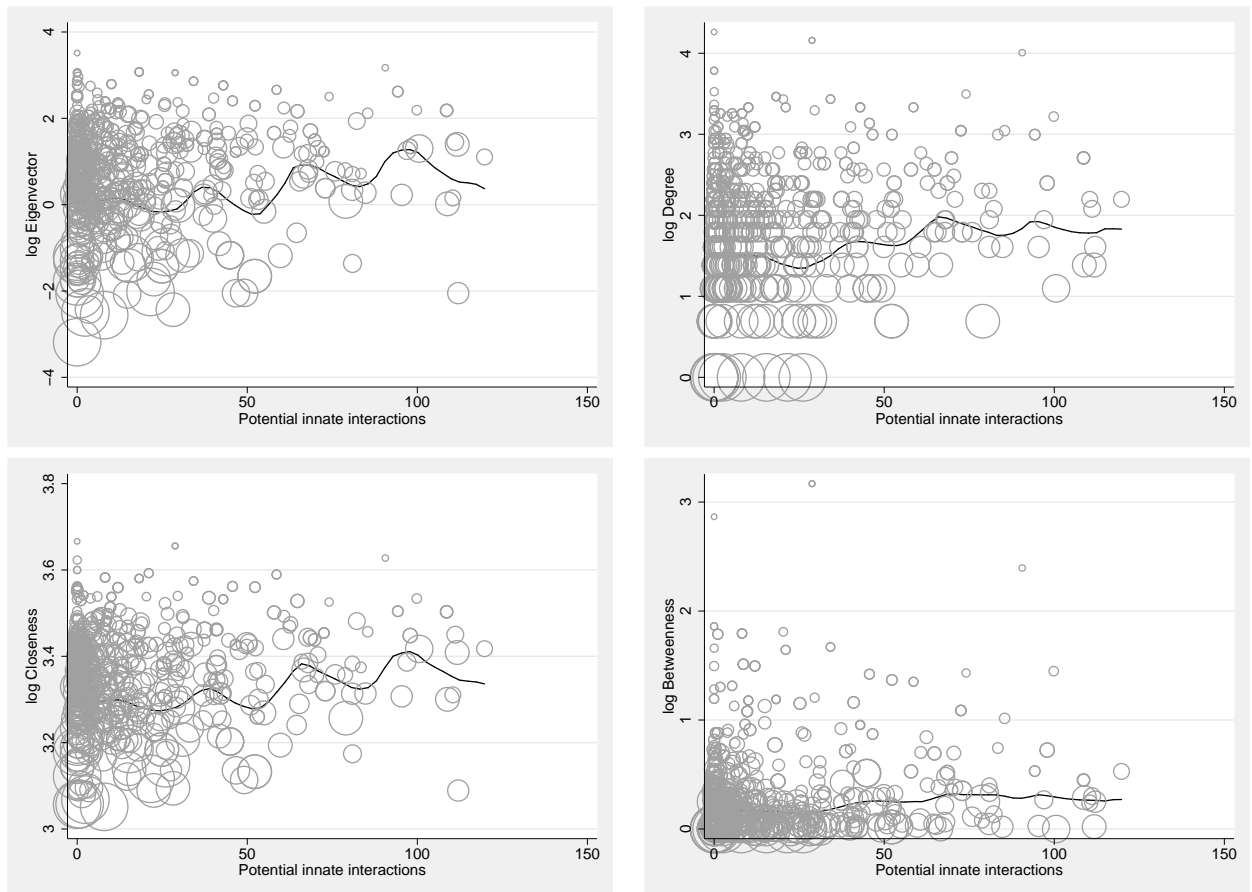 log Eigenvector
4
2
0
−2
−4
0 50 100 150
Potential innate interactions
log Degree
4
3
2
1
0
0 50 100 150
Potential innate interactions
log Closeness
3.8
3.6
3.4
3.2
3
0 50 100 150
Potential innate interactions
log Betweenness
3
2
1
0
0 50 100 150
Potential innate interactions